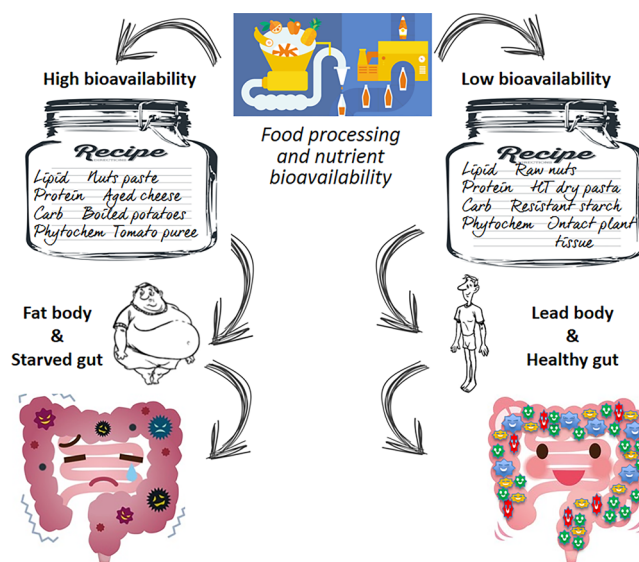 High bioavailability
Recipe
Lipid Nuts paste
Protein Aged cheese
Carb Boiled potatoes
Phytochem Tomato puree
Food processing
and nutrient
bioavailability
Low bioavailability
Recipe
Lipid Raw nuts
Protein HT dry pasta
Carb Resistant starch
Phytochem Intact plant
tissue
Fat body
&
Starved gut
Lead body
&
Healthy gut